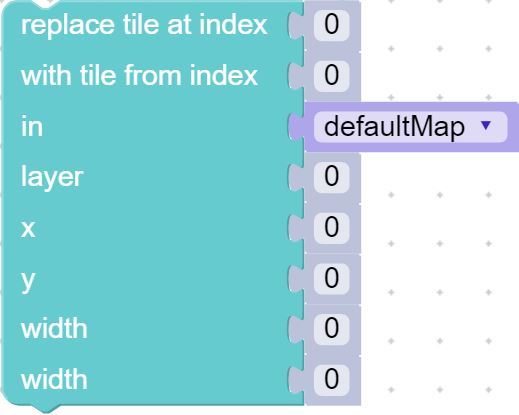 replace tile at index 0
with tile from index 0
in defaultMap
layer 0
x 0
y 0
width 0
width 0